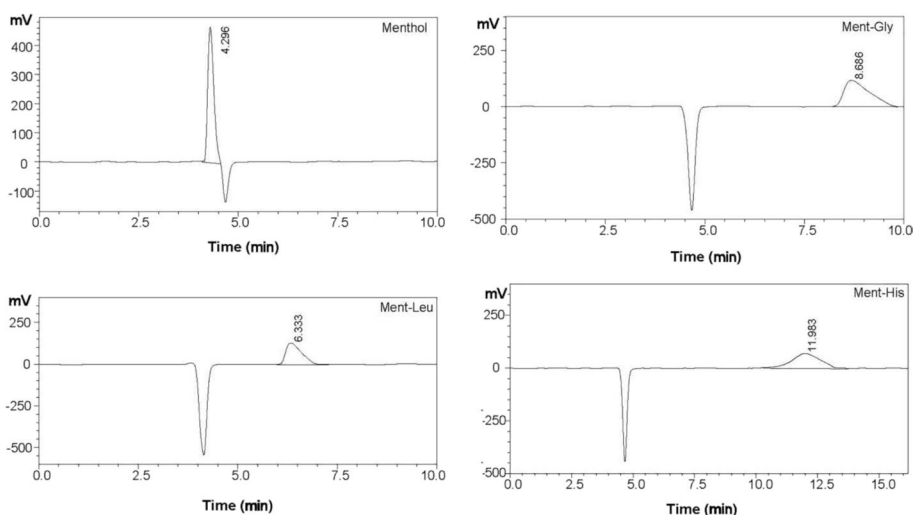 mV
Menthol
4.296
400
300
200
100
0
-100
0.0 2.5 5.0 7.5 10.0
Time (min)
mV
Ment-Gly
8.686
250
0
-250
-500
0.0 2.5 5.0 7.5 10.0
Time (min)
mV
Ment-Leu
6.333
250
0
-250
-500
0.0 2.5 5.0 7.5 10.0
Time (min)
mV
Ment-His
11.983
250
0
-250
-500
0.0 2.5 5.0 7.5 10.0 12.5 15.0
Time (min)